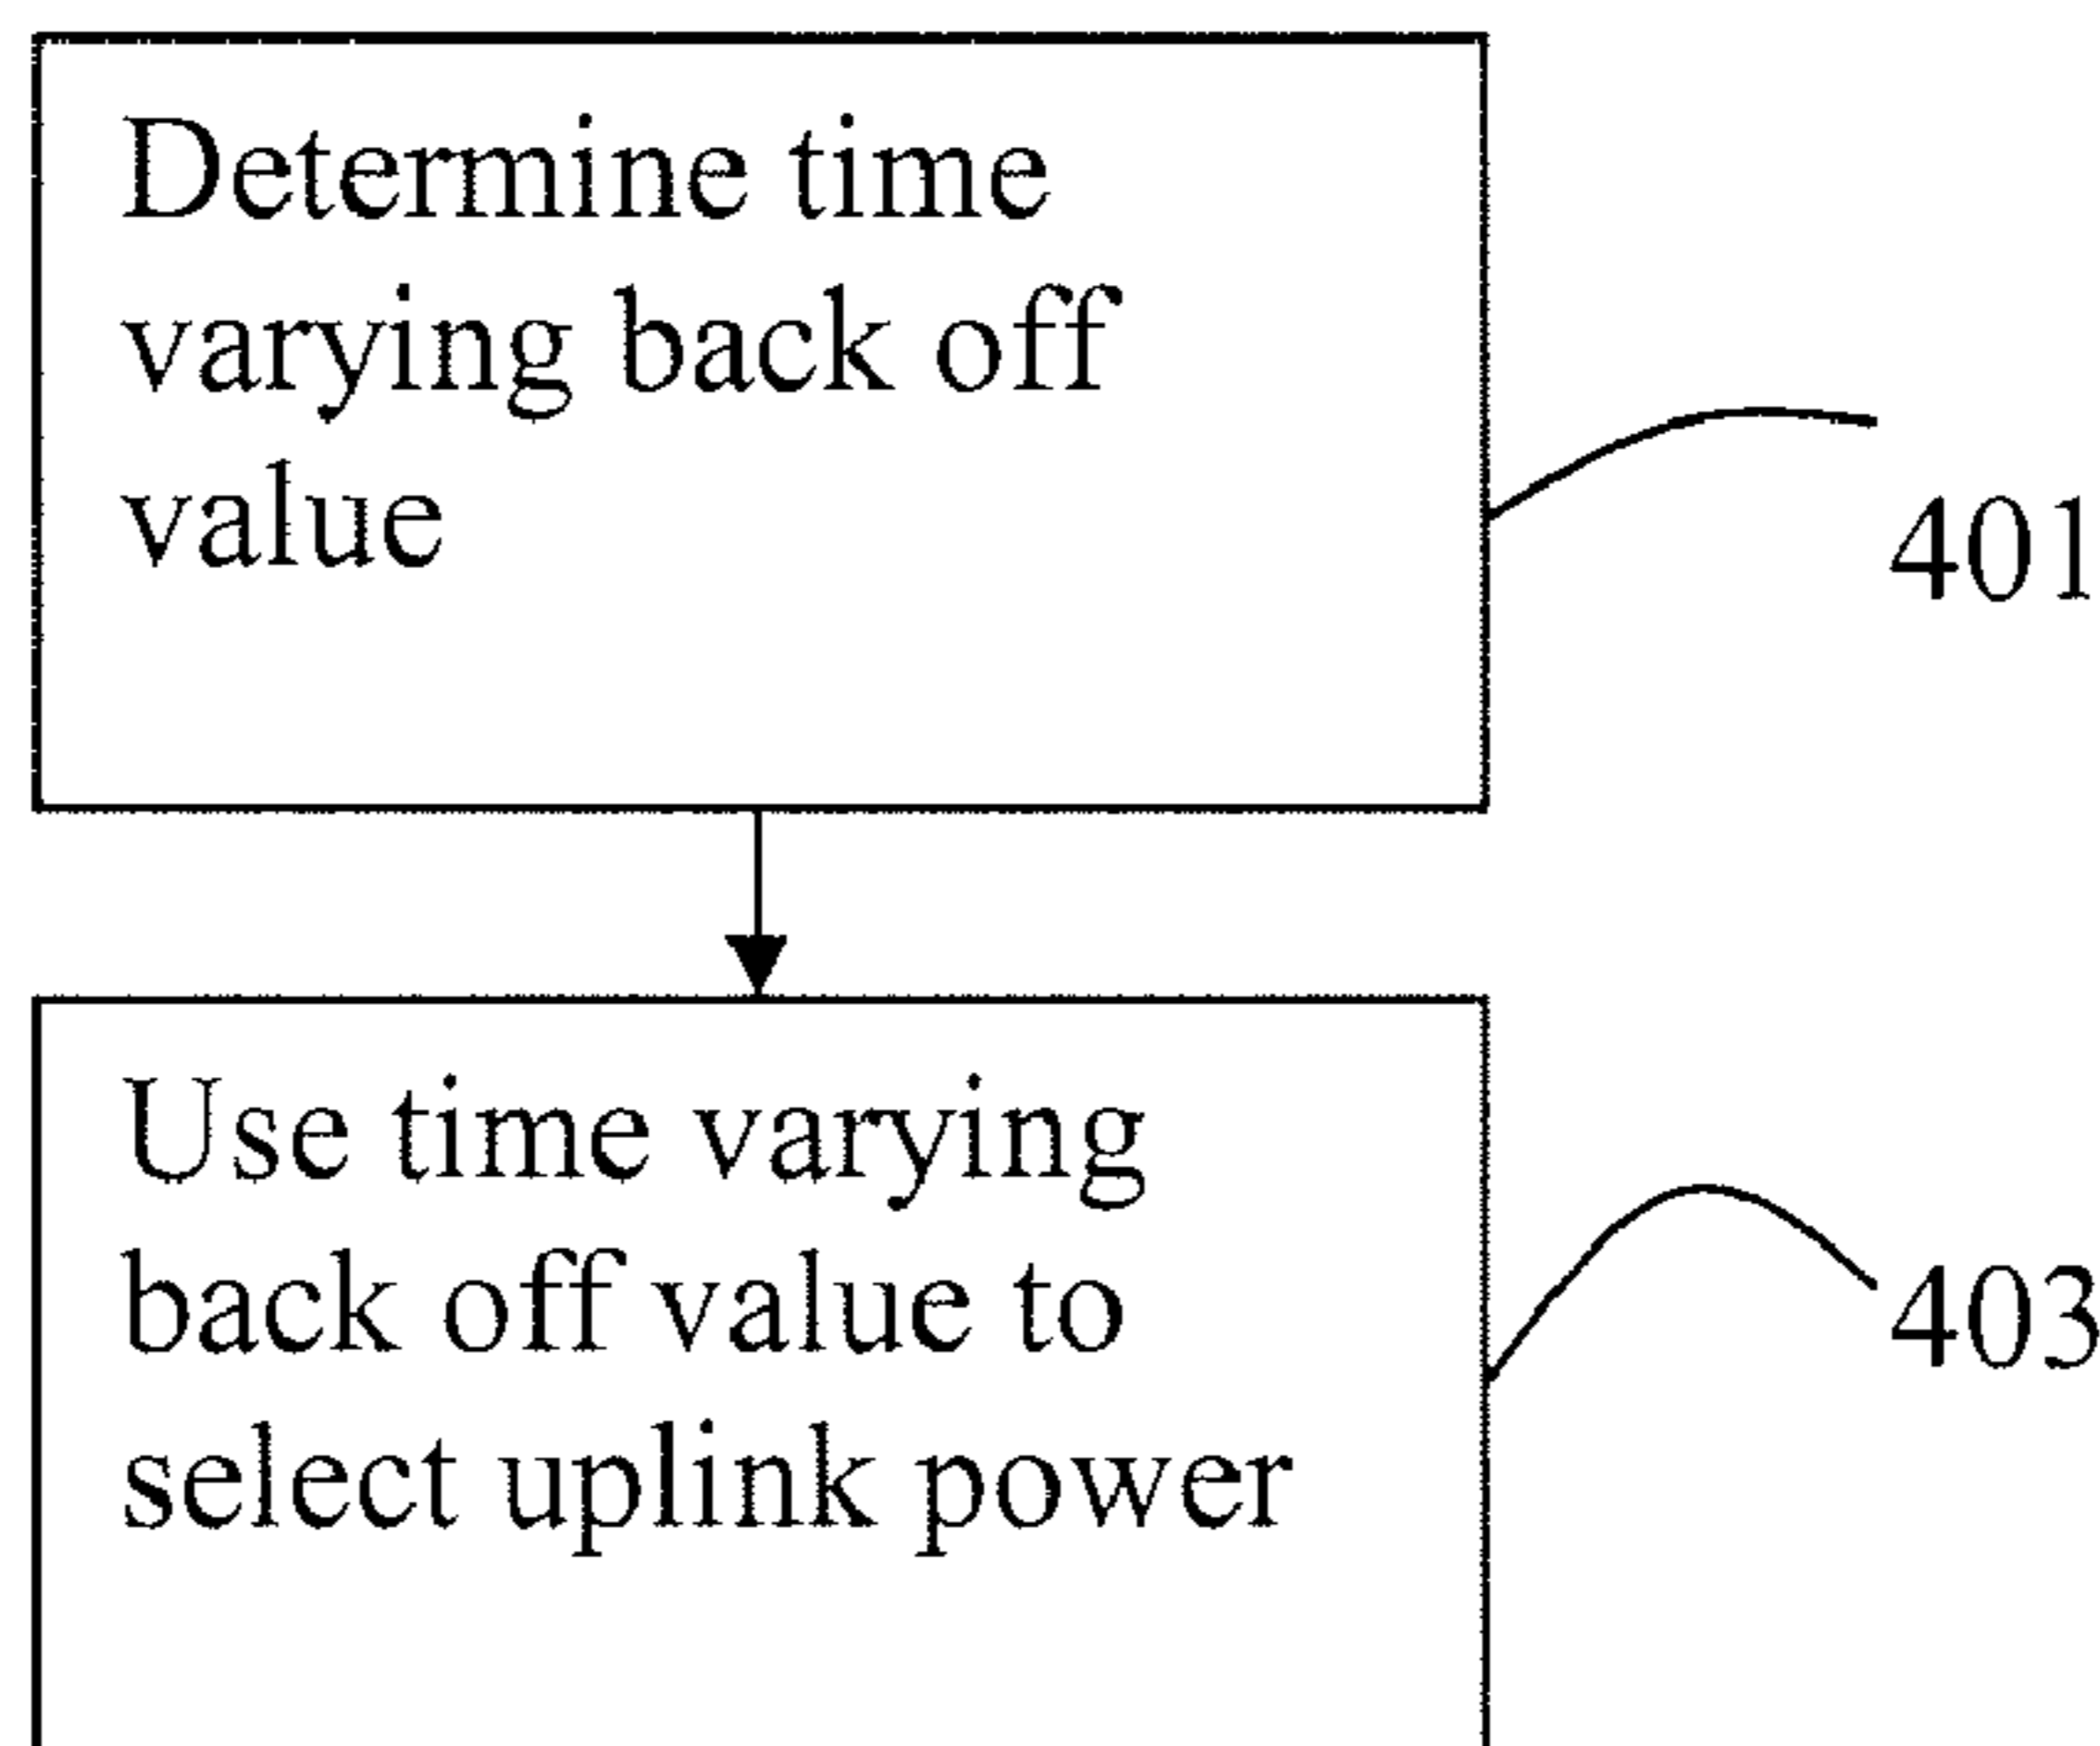 Determine time
varying back off
value
401
Use time varying
back off value to
select uplink power
403